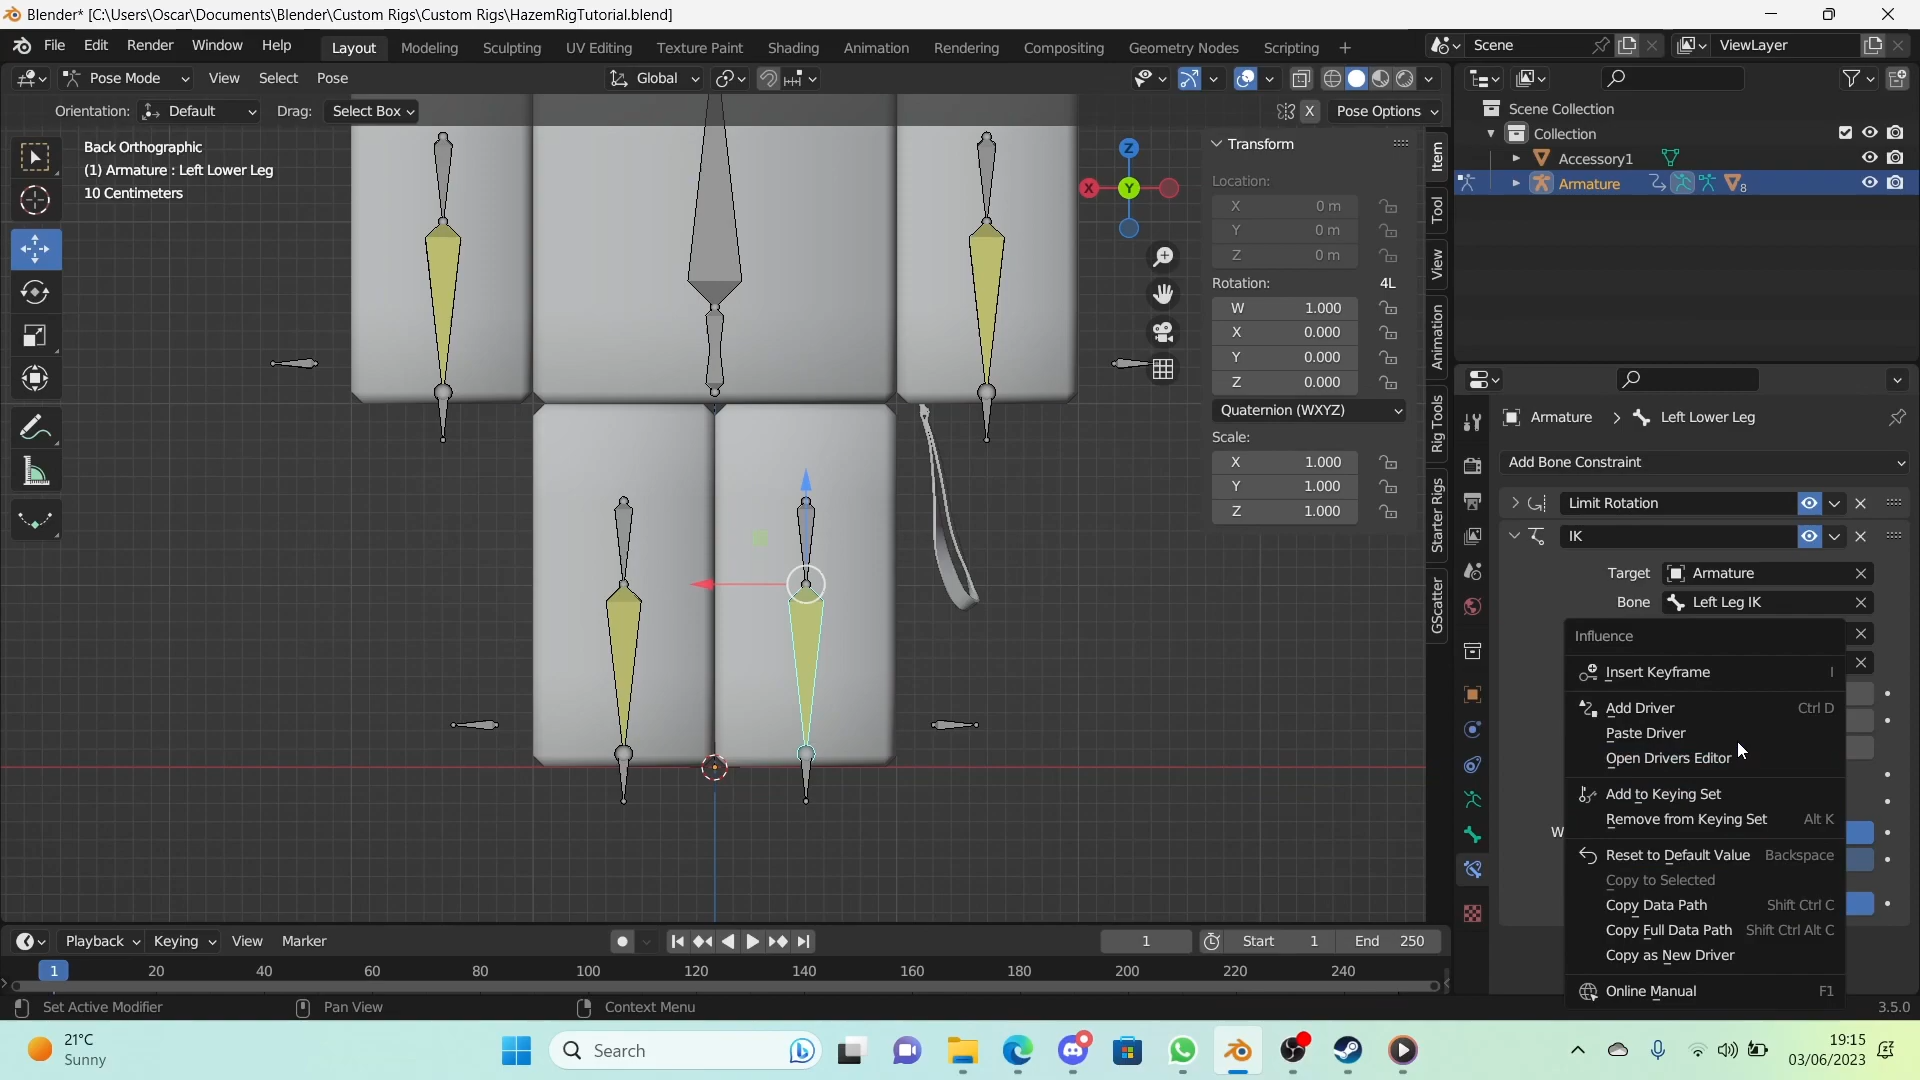 Blender* [C:\Users\Oscar\Documents\Blender\Custom Rigs\Custom Rigs\HazemRigTutorial.blend]
File Edit Render Window Help Layout Modeling Sculpting UV Editing Texture Paint Shading Animation Rendering Compositing Geometry Nodes Scripting + Scene ViewLayer
Pose Mode View Select Pose Global
Orientation: Default Drag: Select Box X Pose Options
Back Orthographic
(1) Armature : Left Lower Leg
10 Centimeters
Z
X
Y
Transform
Location:
X 0 m
Y 0 m
Z 0 m
Rotation: 4L
W 1.000
X 0.000
Y 0.000
Z 0.000
Quaternion (WXYZ)
Scale:
X 1.000
Y 1.000
Z 1.000
Item
Tool
View
Animation
Rig Tools
Starter Rigs
GScatter
Scene Collection
Collection
Accessory1
Armature 8
Armature > Left Lower Leg
Add Bone Constraint
Limit Rotation
IK
Target Armature
Bone Left Leg IK
W
Influence
Insert Keyframe I
Add Driver Ctrl D
Paste Driver
Open Drivers Editor
Add to Keying Set
Remove from Keying Set Alt K
Reset to Default Value Backspace
Copy to Selected
Copy Data Path Shift Ctrl C
Copy Full Data Path Shift Ctrl Alt C
Copy as New Driver
Online Manual F1
Playback Keying View Marker 1 Start 1 End 250
1 20 40 60 80 100 120 140 160 180 200 220 240
Set Active Modifier Pan View Context Menu 3.5.0
21°C
Sunny
Search
19:15
03/06/2023